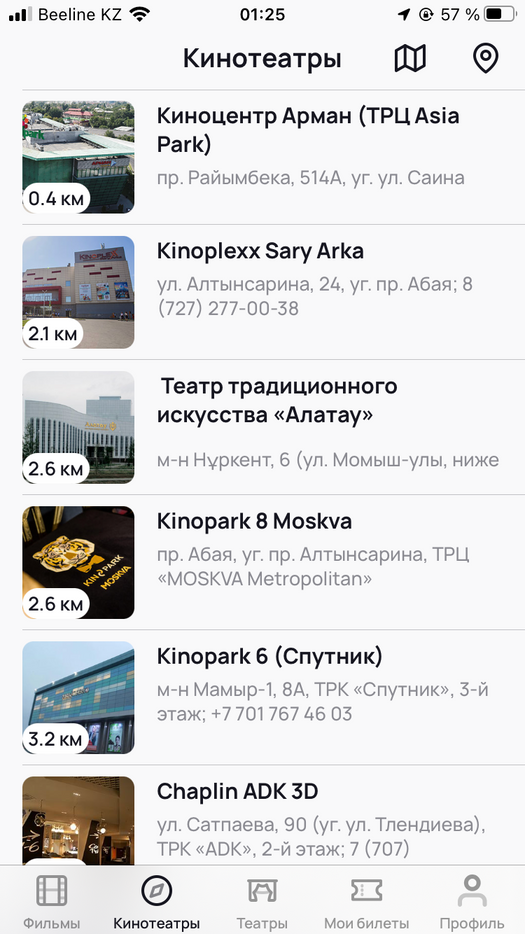 Beeline KZ 01:25 57 %
Кинотеатры
Киноцентр Арман (ТРЦ Asia
Park)
пр. Райымбека, 514А, уг. ул. Саина
0.4 км
Kinoplexx Sary Arka
ул. Алтынсарина, 24, уг. пр. Абая; 8
(727) 277-00-38
2.1 км
Театр традиционного
искусства «Алатау»
м-н Нұркент, 6 (ул. Момыш-улы, ниже
2.6 км
Kinopark 8 Moskva
пр. Абая, уг. пр. Алтынсарина, ТРЦ
«MOSKVA Metropolitan»
KINOPARK
MOSKVA
2.6 км
Kinopark 6 (Спутник)
м-н Мамыр-1, 8А, ТРК «Спутник», 3-й
этаж; +7 701 767 46 03
3.2 км
Chaplin ADK 3D
ул. Сатпаева, 90 (уг. ул. Тлендиева),
ТРК «ADK», 2-й этаж; 7 (707)
Фильмы Кинотеатры Театры Мои билеты Профиль